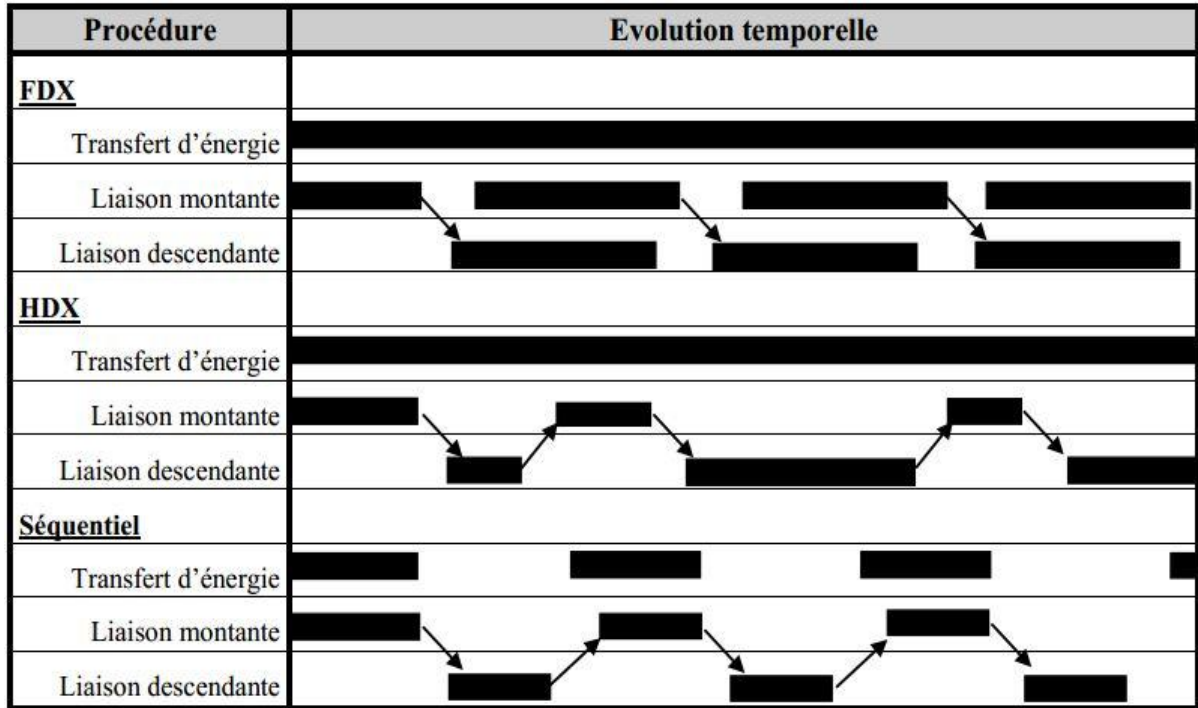 Procédure Evolution temporelle
FDX
Transfert d'énergie
Liaison montante
Liaison descendante
HDX
Transfert d'énergie
Liaison montante
Liaison descendante
Séquentiel
Transfert d'énergie
Liaison montante
Liaison descendante